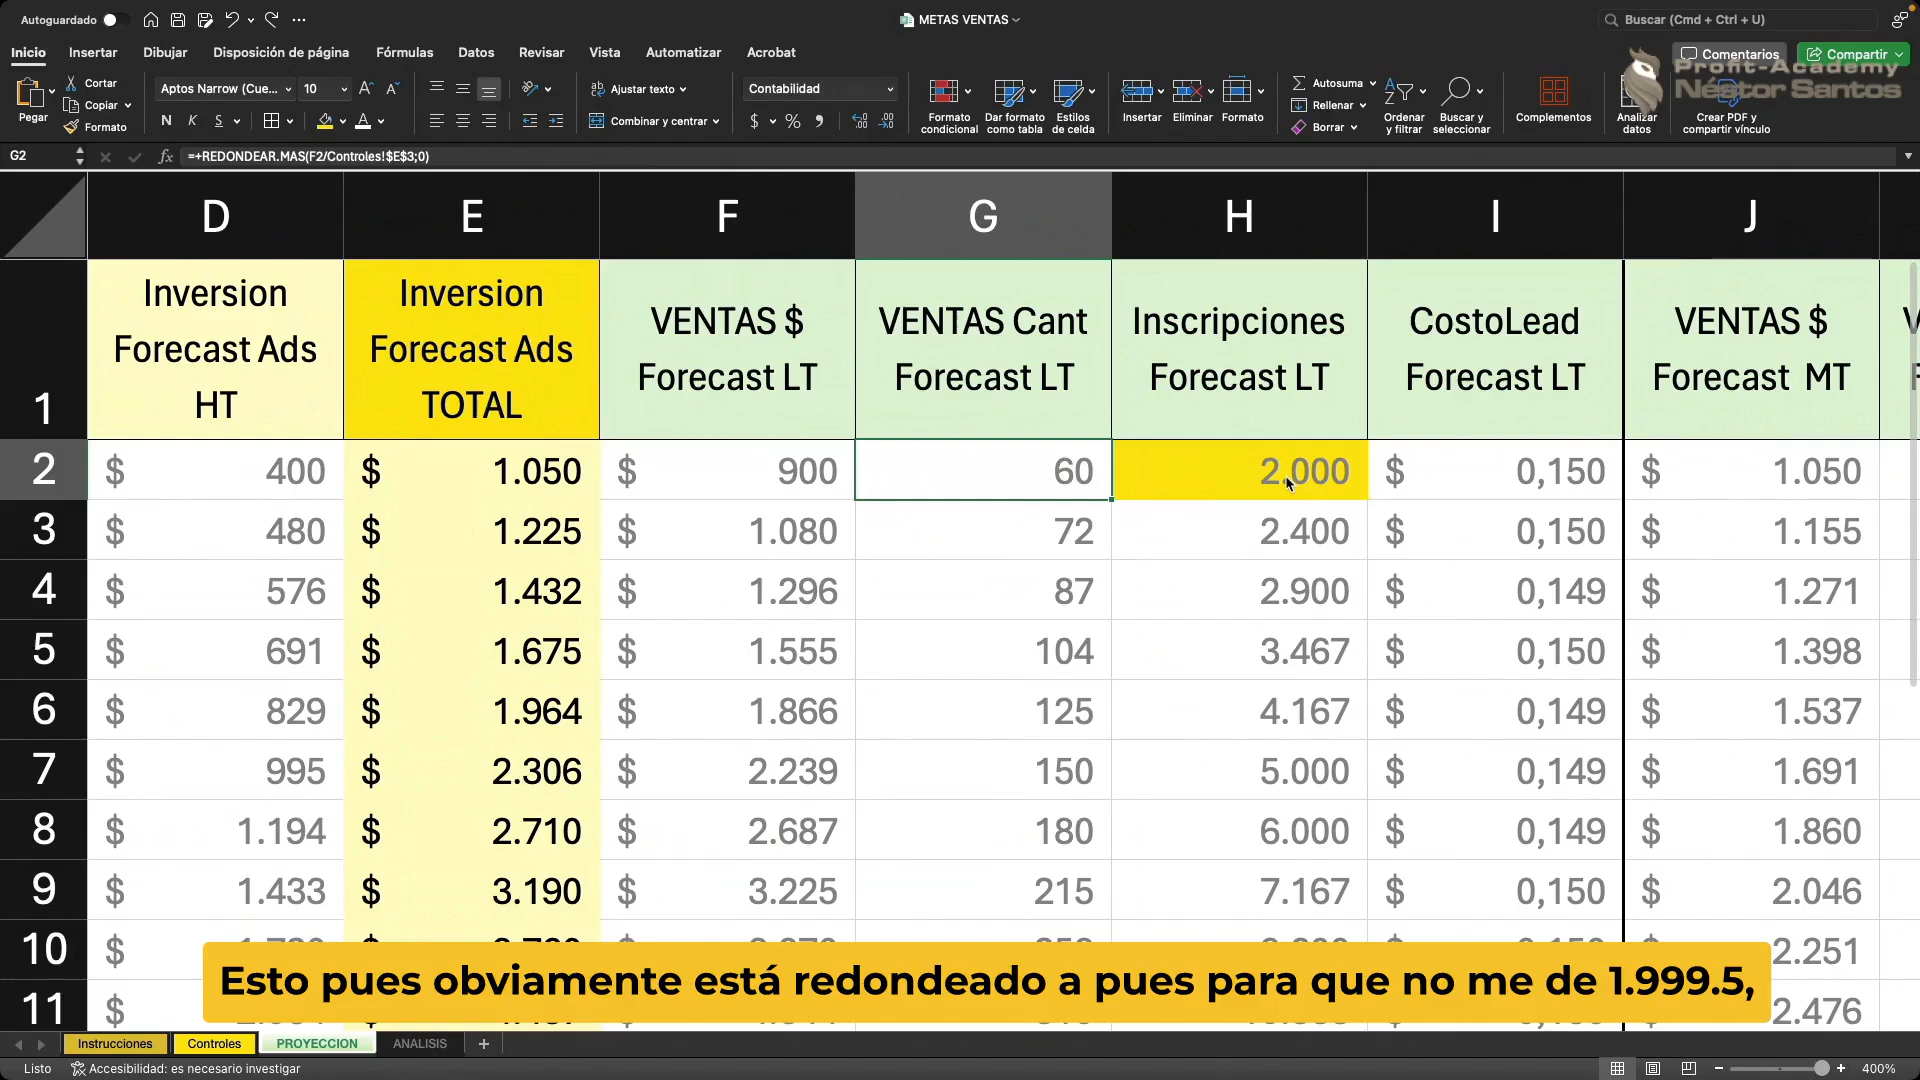 Autoguardado
METAS VENTAS
Buscar (Cmd + Ctrl + U)
Inicio Insertar Dibujar Disposición de página Fórmulas Datos Revisar Vista Automatizar Acrobat
Comentarios Compartir
Profit-Academy
Néstor Santos
Pegar
Cortar
Copiar
Formato
Aptos Narrow (Cue... 10
N K S
Ajustar texto
Combinar y centrar
Contabilidad
$ %
Formato condicional
Dar formato como tabla
Estilos de celda
Insertar
Eliminar
Formato
Autosuma
Rellenar
Borrar
Ordenar y filtrar
Buscar y seleccionar
Complementos
Analizar datos
Crear PDF y compartir vínculo
G2 fx =+REDONDEAR.MAS(F2/Controles!$E$3;0)
D E F G H I J
1 Inversion Forecast Ads HT Inversion Forecast Ads TOTAL VENTAS $ Forecast LT VENTAS Cant Forecast LT Inscripciones Forecast LT CostoLead Forecast LT VENTAS $ Forecast MT
2 $ 400 $ 1.050 $ 900 60 2.000 $ 0,150 $ 1.050
3 $ 480 $ 1.225 $ 1.080 72 2.400 $ 0,150 $ 1.155
4 $ 576 $ 1.432 $ 1.296 87 2.900 $ 0,149 $ 1.271
5 $ 691 $ 1.675 $ 1.555 104 3.467 $ 0,150 $ 1.398
6 $ 829 $ 1.964 $ 1.866 125 4.167 $ 0,149 $ 1.537
7 $ 995 $ 2.306 $ 2.239 150 5.000 $ 0,149 $ 1.691
8 $ 1.194 $ 2.710 $ 2.687 180 6.000 $ 0,149 $ 1.860
9 $ 1.433 $ 3.190 $ 3.225 215 7.167 $ 0,150 $ 2.046
10 $ 2.251
Esto pues obviamente está redondeado a pues para que no me de 1.999.5,
11 $ 2.476
Instrucciones Controles PROYECCION ANALISIS +
Listo Accesibilidad: es necesario investigar
400%